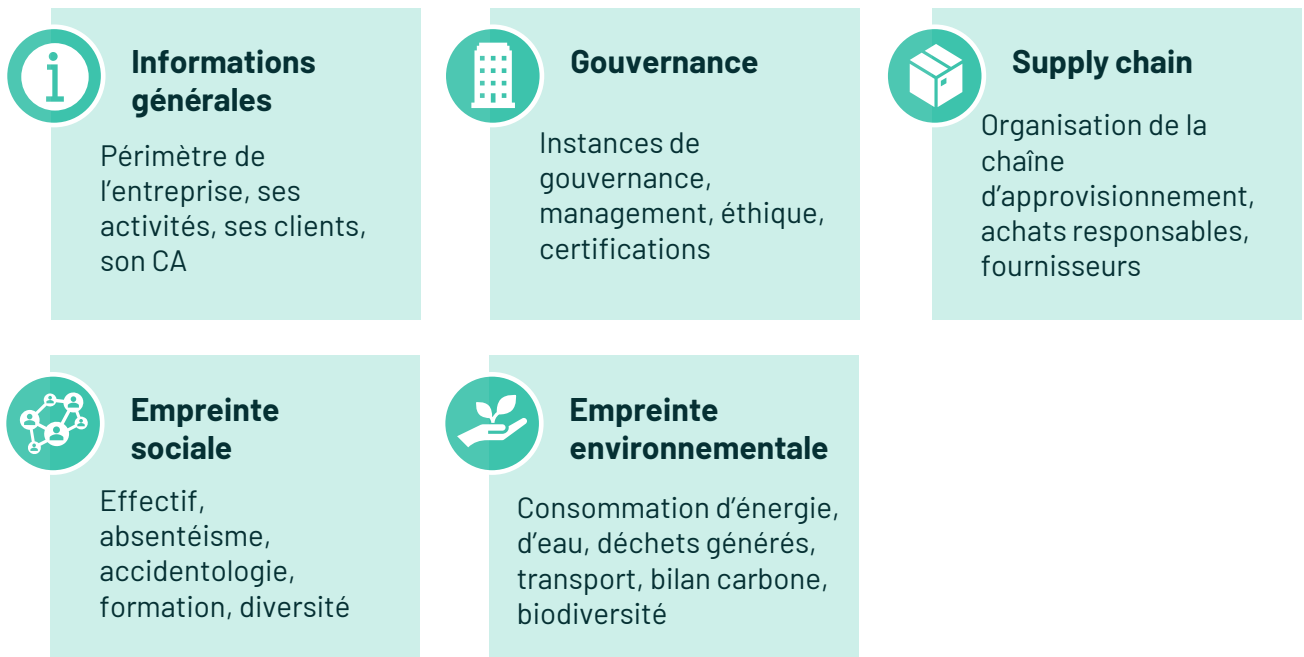 Informations
générales
Périmètre de
l'entreprise, ses
activités, ses clients,
son CA
Gouvernance
Instances de
gouvernance,
management, éthique,
certifications
Supply chain
Organisation de la
chaîne
d'approvisionnement,
achats responsables,
fournisseurs
Empreinte
sociale
Effectif,
absentéisme,
accidentologie,
formation, diversité
Empreinte
environnementale
Consommation d'énergie,
d'eau, déchets générés,
transport, bilan carbone,
biodiversité